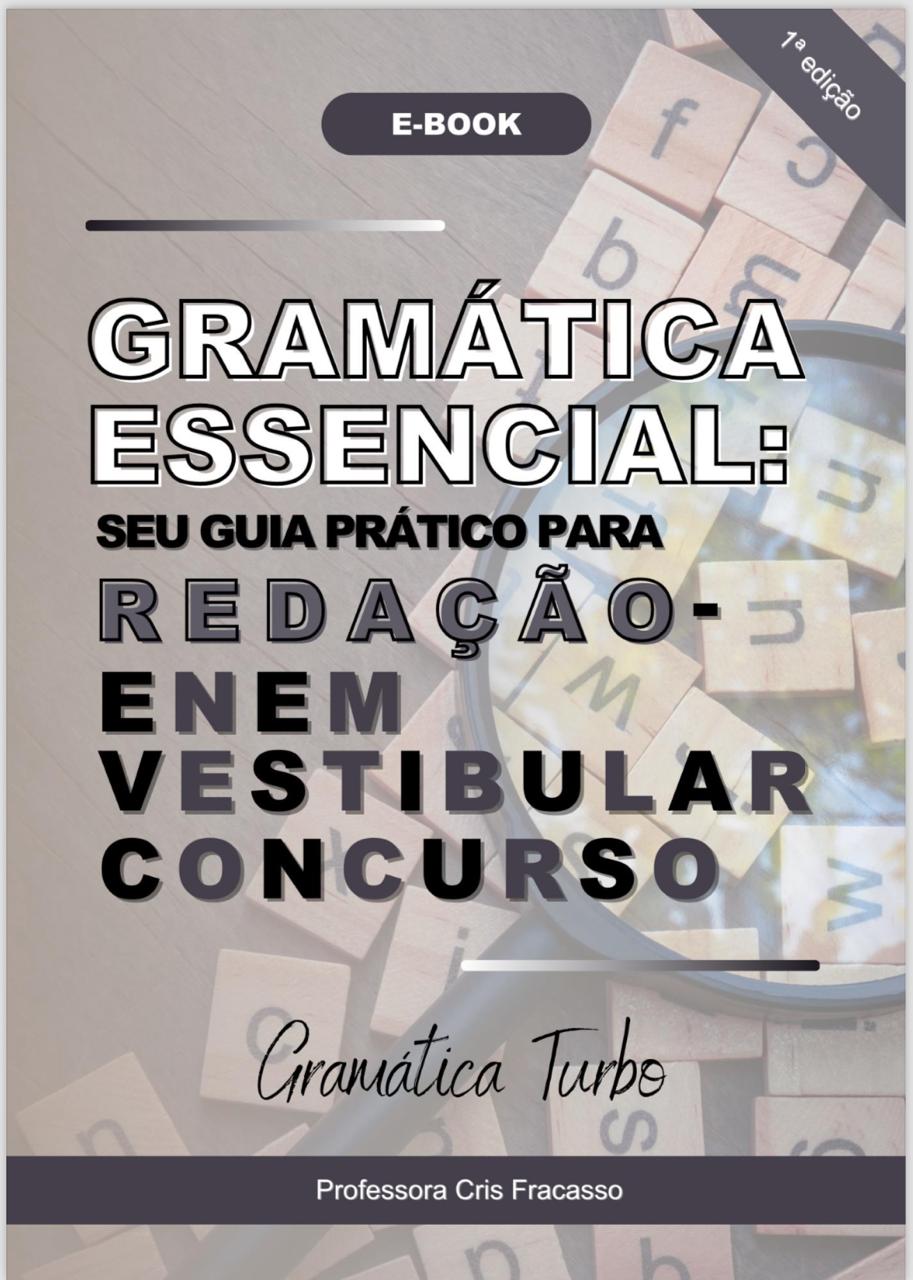 1ª edição
E-BOOK
GRAMÁTICA
ESSENCIAL:
SEU GUIA PRÁTICO PARA
REDAÇÃO-
ENEM
VESTIBULAR
CONCURSO
Gramática Turbo
Professora Cris Fracasso